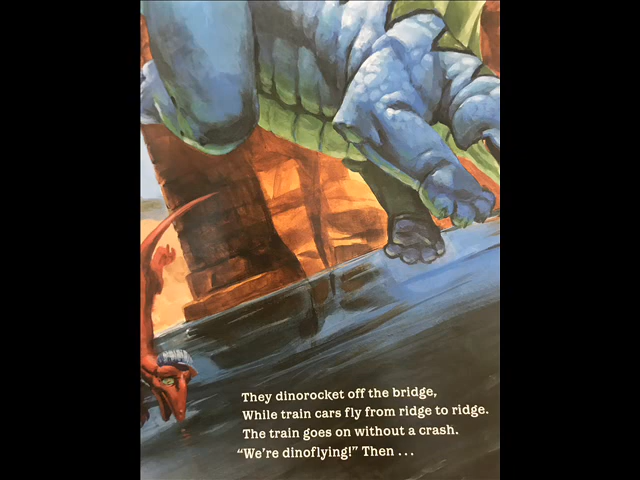 They dinorocket off the bridge,
While train cars fly from ridge to ridge.
The train goes on without a crash.
“We’re dinoflying!” Then . . .